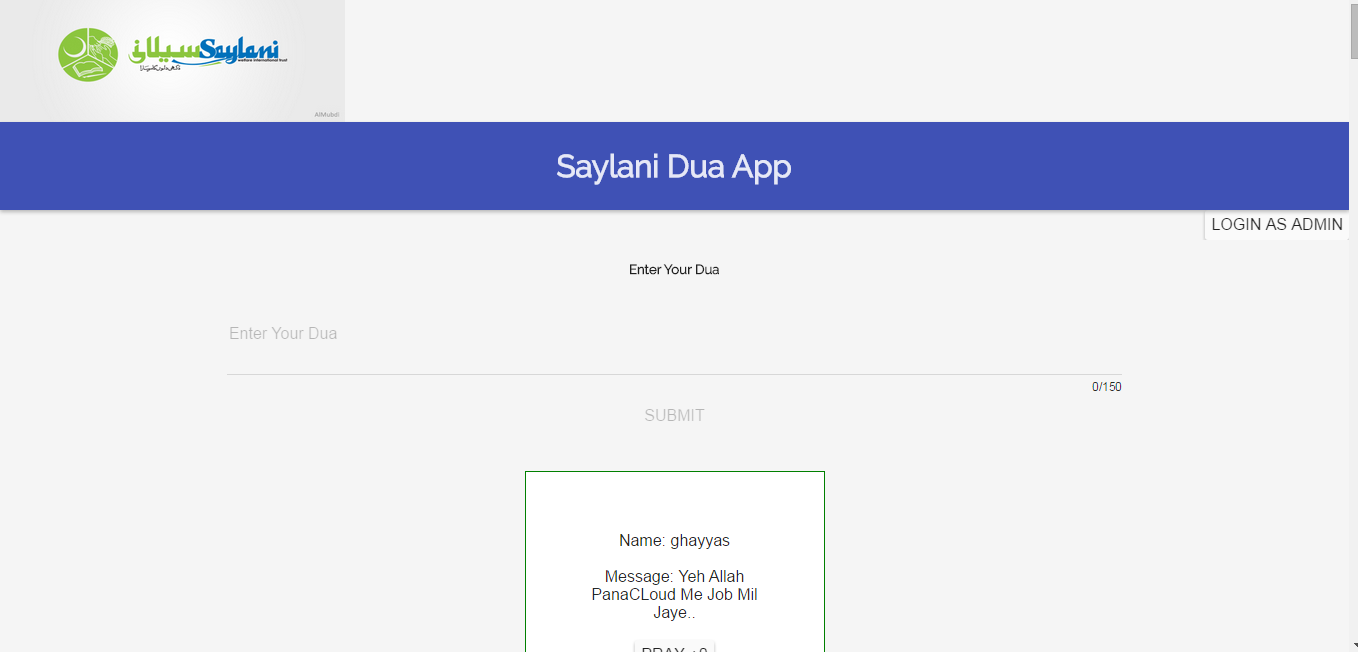 سیلانی Saylani
welfare international trust
AlMubdi
Saylani Dua App
LOGIN AS ADMIN
Enter Your Dua
Enter Your Dua
0/150
SUBMIT
Name: ghayyas
Message: Yeh Allah
PanaCLoud Me Job Mil
Jaye..